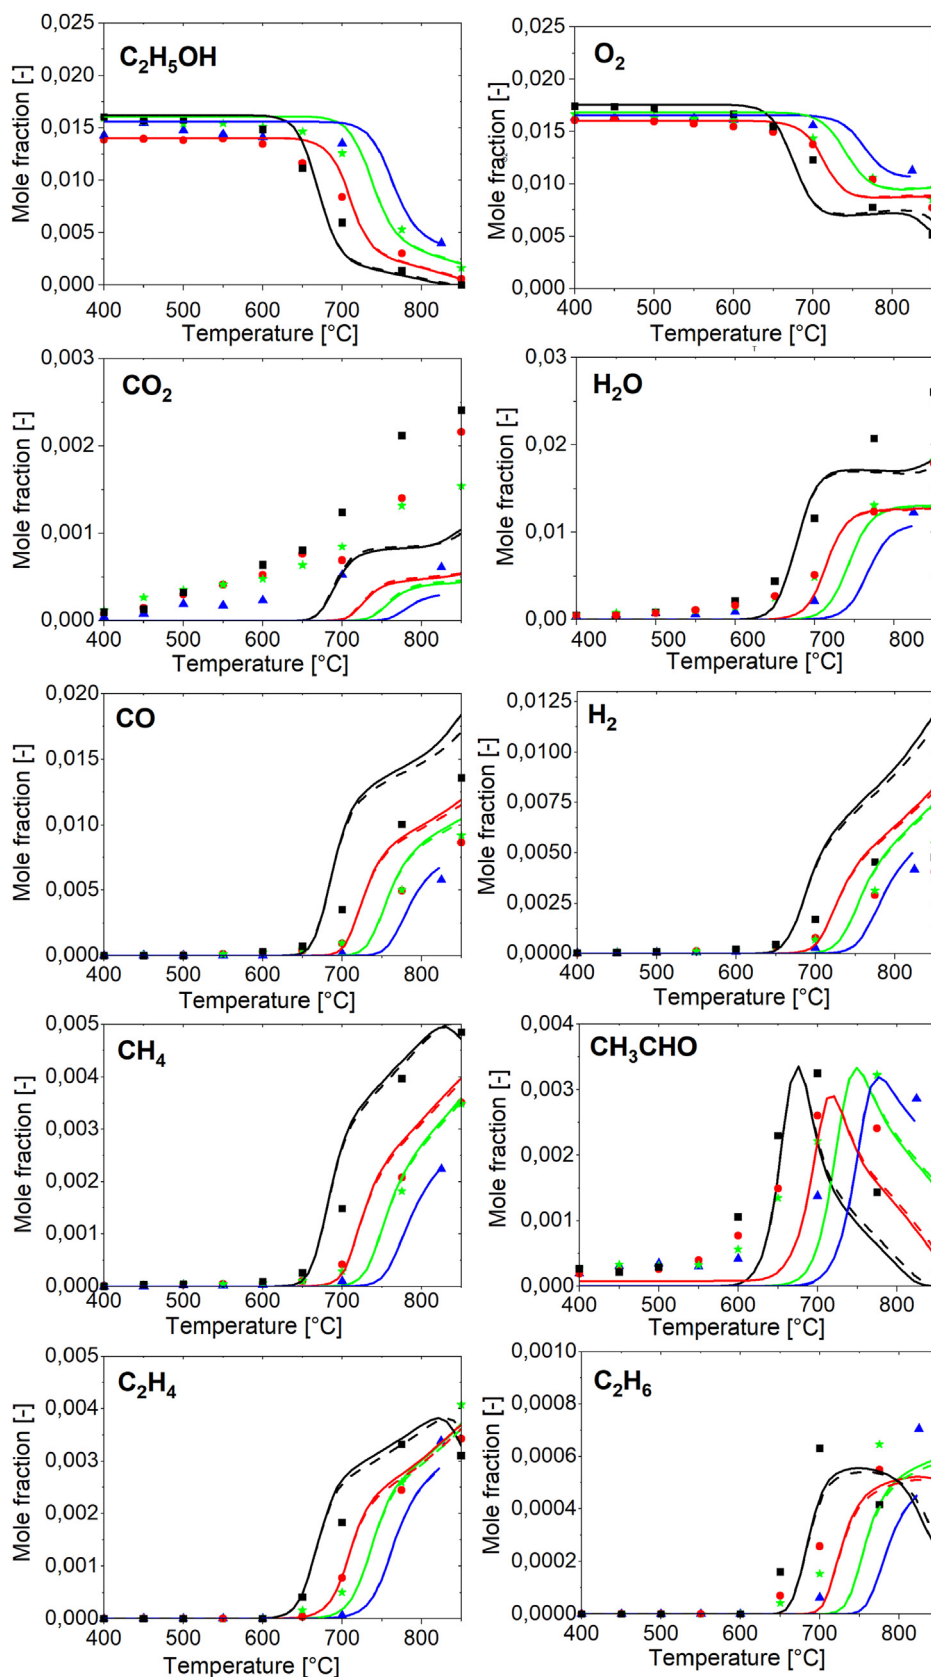 C2H5OH
Mole fraction [-]
0,025
0,020
0,015
0,010
0,005
0,000
400 500 600 700 800
Temperature [°C]
O2
Mole fraction [-]
0,025
0,020
0,015
0,010
0,005
0,000
400 500 600 700 800
Temperature [°C]
CO2
Mole fraction [-]
0,003
0,002
0,001
0,000
400 500 600 700 800
Temperature [°C]
H2O
Mole fraction [-]
0,03
0,02
0,01
0,00
400 500 600 700 800
Temperature [°C]
CO
Mole fraction [-]
0,020
0,015
0,010
0,005
0,000
400 500 600 700 800
Temperature [°C]
H2
Mole fraction [-]
0,0125
0,0100
0,0075
0,0050
0,0025
0,0000
400 500 600 700 800
Temperature [°C]
CH4
Mole fraction [-]
0,005
0,004
0,003
0,002
0,001
0,000
400 500 600 700 800
Temperature [°C]
CH3CHO
Mole fraction [-]
0,004
0,003
0,002
0,001
0,000
400 500 600 700 800
Temperature [°C]
C2H4
Mole fraction [-]
0,005
0,004
0,003
0,002
0,001
0,000
400 500 600 700 800
Temperature [°C]
C2H6
Mole fraction [-]
0,0010
0,0008
0,0006
0,0004
0,0002
0,0000
400 500 600 700 800
Temperature [°C]